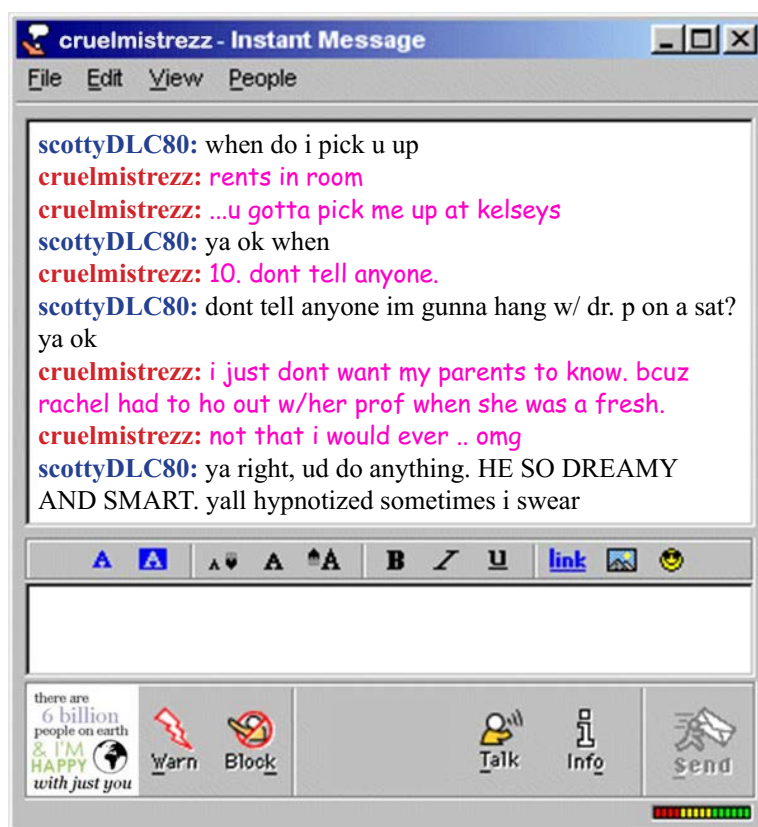 cruelmistrezz - Instant Message
File Edit View People
scottyDLC80: when do i pick u up
cruelmistrezz: rents in room
cruelmistrezz: ...u gotta pick me up at kelseys
scottyDLC80: ya ok when
cruelmistrezz: 10. dont tell anyone.
scottyDLC80: dont tell anyone im gunna hang w/ dr. p on a sat?
ya ok
cruelmistrezz: i just dont want my parents to know. bcuz
rachel had to ho out w/her prof when she was a fresh.
cruelmistrezz: not that i would ever .. omg
scottyDLC80: ya right, ud do anything. HE SO DREAMY
AND SMART. yall hypnotized sometimes i swear
A A A A A B I U link
there are
6 billion
people on earth
& I'M
HAPPY
with just you
Warn Block Talk Info Send